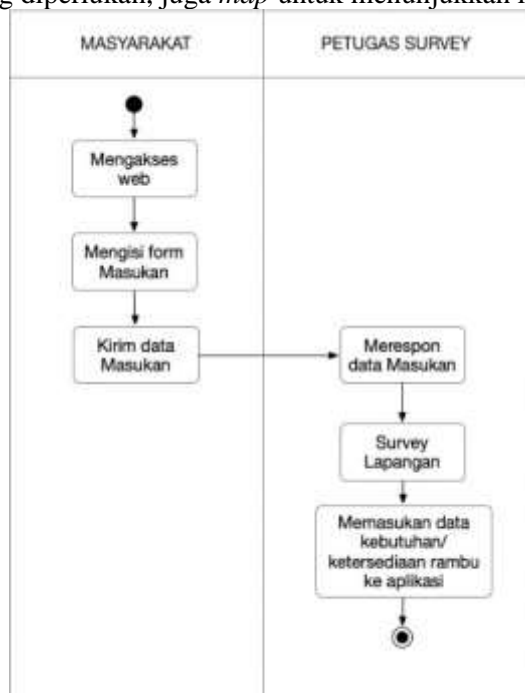 diperlukan, juga map untuk menunjukkan
MASYARAKAT
PETUGAS SURVEY
Mengakses
web
Mengisi form
Masukan
Kirim data
Masukan
Merespon
data Masukan
Survey
Lapangan
Memasukan data
kebutuhan/
ketersediaan rambu
ke aplikasi